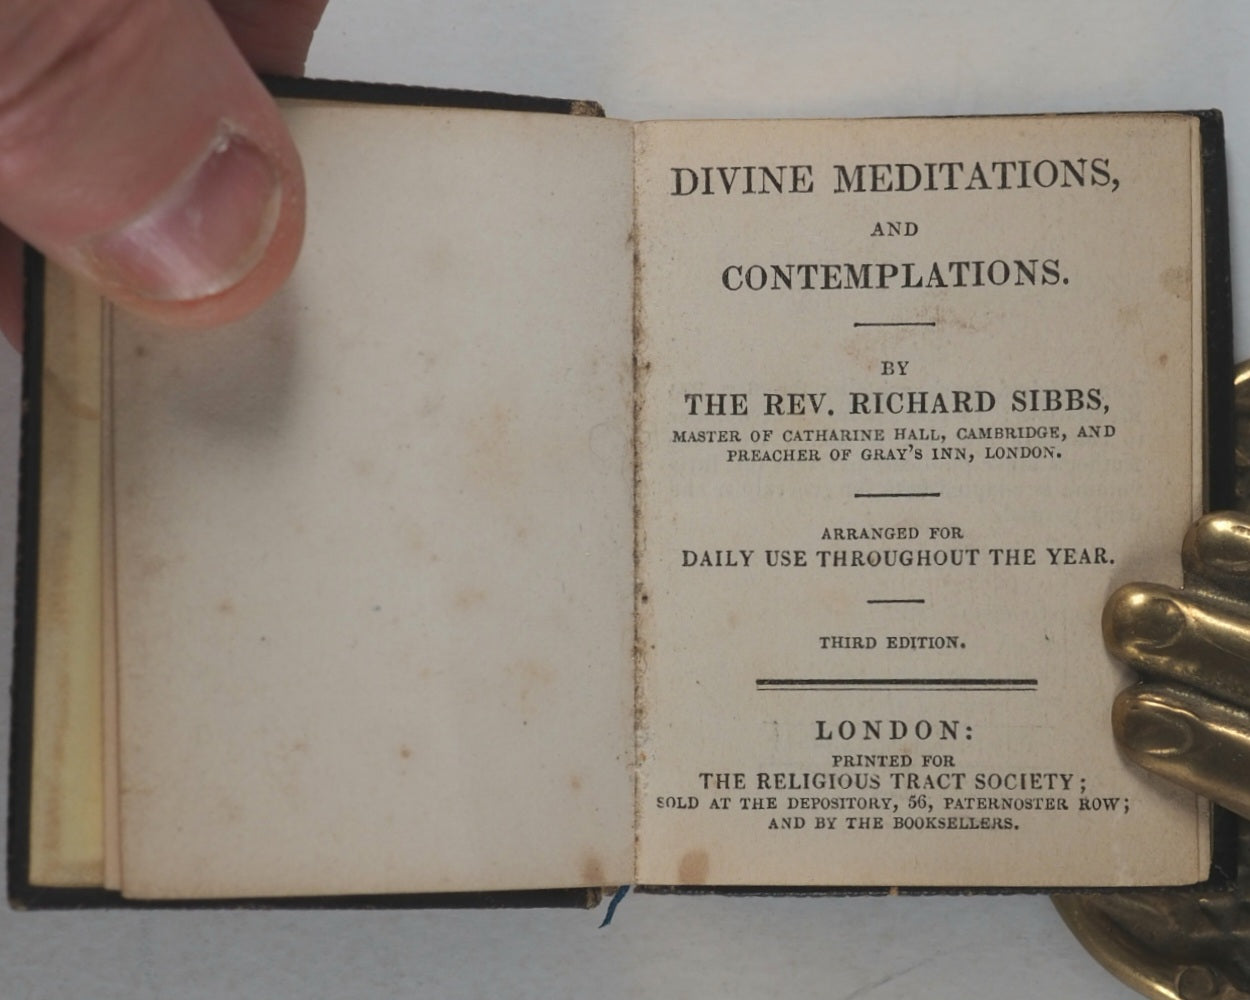 DIVINE MEDITATIONS,
AND
CONTEMPLATIONS.
BY
THE REV. RICHARD SIBBS,
MASTER OF CATHARINE HALL, CAMBRIDGE, AND
PREACHER OF GRAY'S INN, LONDON.
ARRANGED FOR
DAILY USE THROUGHOUT THE YEAR.
THIRD EDITION.
LONDON:
PRINTED FOR
THE RELIGIOUS TRACT SOCIETY;
SOLD AT THE DEPOSITORY, 56, PATERNOSTER ROW;
AND BY THE BOOKSELLERS.